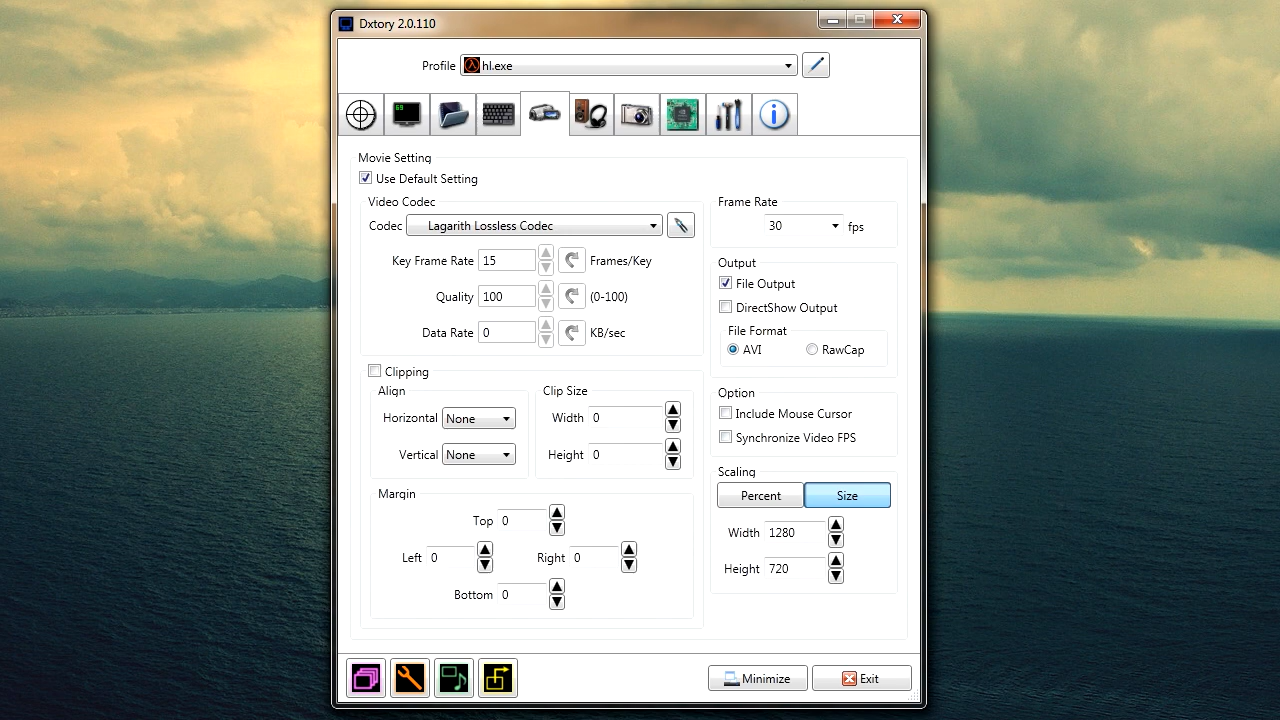 Dxtory 2.0.110
Profile hl.exe
69
Movie Setting
Use Default Setting
Video Codec
Codec Lagarith Lossless Codec
Key Frame Rate 15 Frames/Key
Quality 100 (0-100)
Data Rate 0 KB/sec
Clipping
Align
Horizontal None
Vertical None
Clip Size
Width 0
Height 0
Margin
Top 0
Left 0 Right 0
Bottom 0
Frame Rate
30 fps
Output
File Output
DirectShow Output
File Format
AVI RawCap
Option
Include Mouse Cursor
Synchronize Video FPS
Scaling
Percent Size
Width 1280
Height 720
Minimize Exit